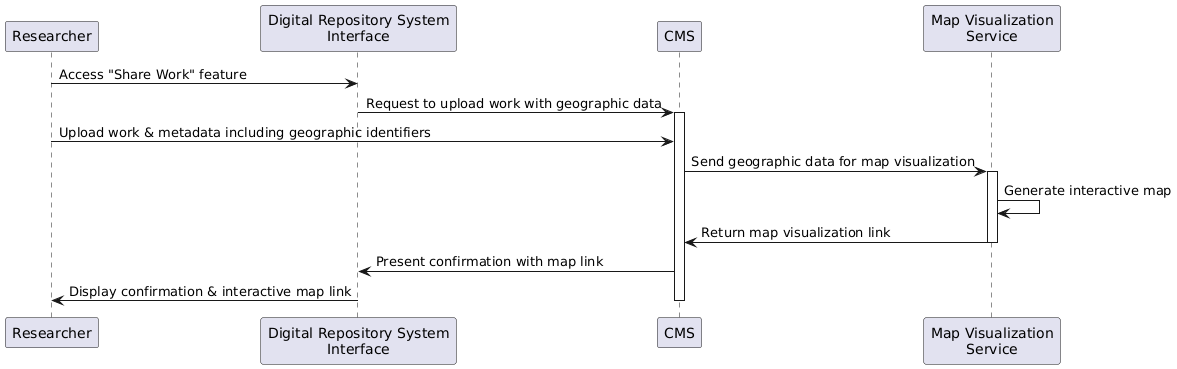 Researcher
Digital Repository System
Interface
CMS
Map Visualization
Service
Access "Share Work" feature
Request to upload work with geographic data
Upload work & metadata including geographic identifiers
Send geographic data for map visualization
Generate interactive map
Return map visualization link
Present confirmation with map link
Display confirmation & interactive map link
Researcher
Digital Repository System
Interface
CMS
Map Visualization
Service